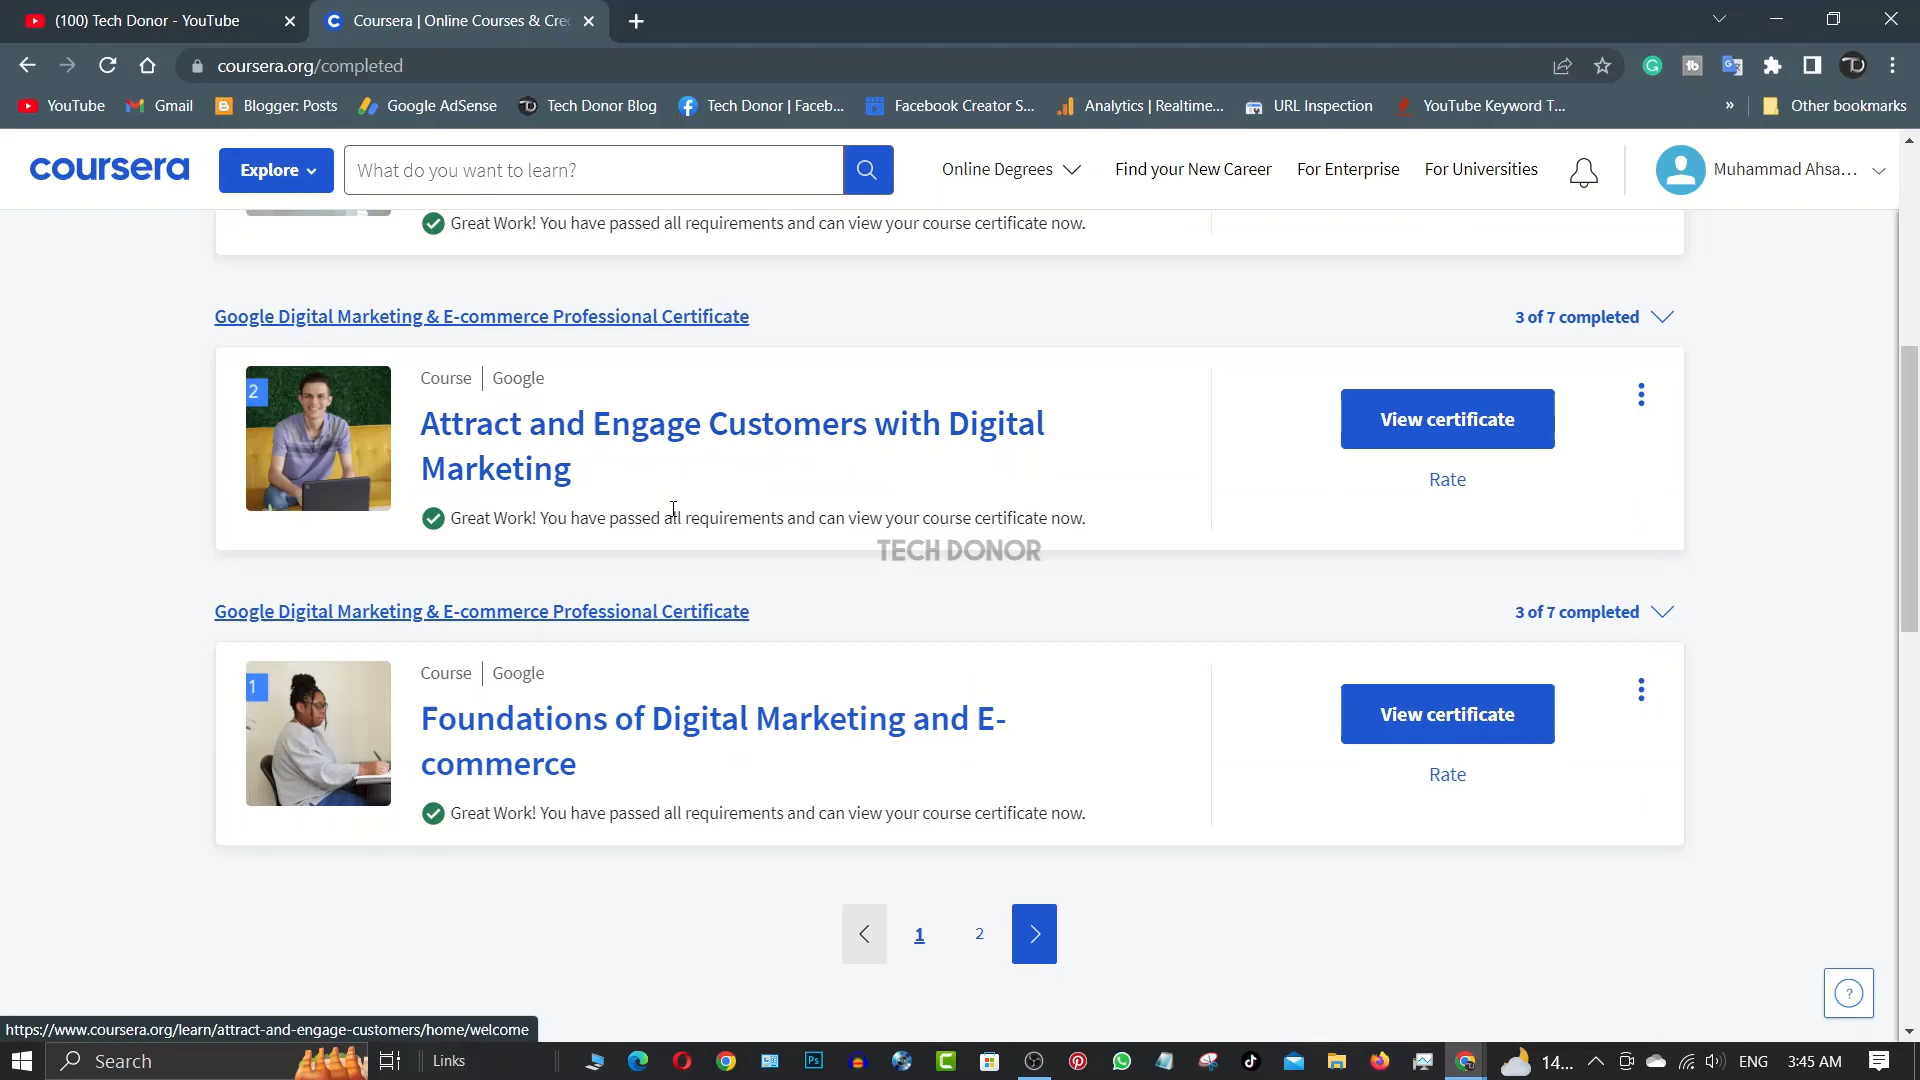 (100) Tech Donor - YouTube
Coursera | Online Courses & Cre
coursera.org/completed
YouTube
Gmail
Blogger: Posts
Google AdSense
Tech Donor Blog
Tech Donor | Faceb...
Facebook Creator S...
Analytics | Realtime...
URL Inspection
YouTube Keyword T...
»
Other bookmarks
coursera
Explore
What do you want to learn?
Online Degrees
Find your New Career
For Enterprise
For Universities
Muhammad Ahsa...
Great Work! You have passed all requirements and can view your course certificate now.
Google Digital Marketing & E-commerce Professional Certificate
3 of 7 completed
2
Course | Google
Attract and Engage Customers with Digital
Marketing
Great Work! You have passed all requirements and can view your course certificate now.
View certificate
Rate
TECH DONOR
Google Digital Marketing & E-commerce Professional Certificate
3 of 7 completed
1
Course | Google
Foundations of Digital Marketing and E-
commerce
Great Work! You have passed all requirements and can view your course certificate now.
View certificate
Rate
1
2
?
https://www.coursera.org/learn/attract-and-engage-customers/home/welcome
Search
Links
Ps
14...
ENG
3:45 AM